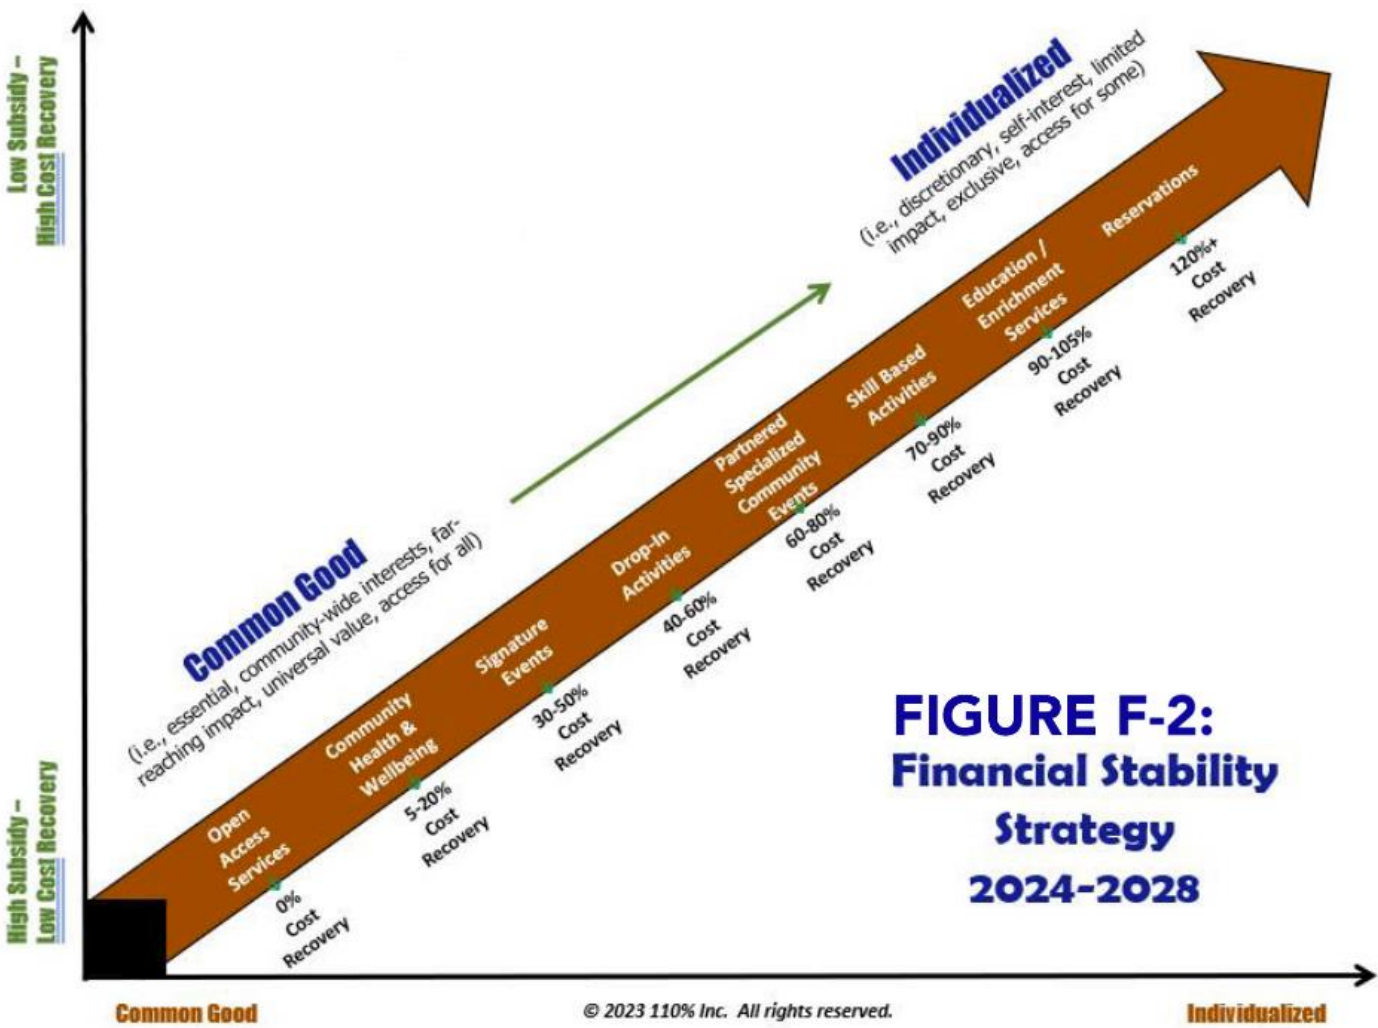 Low Subsidy –
High Cost Recovery
Individualized
(i.e., discretionary, self-interest, limited
impact, exclusive, access for some)
Reservations
120%+
Cost
Recovery
Education /
Enrichment
Services
90-105%
Cost
Recovery
Skill Based
Activities
70-90%
Cost
Recovery
Partnered
Specialized
Community
Events
60-80%
Cost
Recovery
Drop-In
Activities
40-60%
Cost
Recovery
Common Good
(i.e., essential, community-wide interests, far-
reaching impact, universal value, access for all)
Signature
Events
30-50%
Cost
Recovery
Community
Health &
Wellbeing
5-20%
Cost
Recovery
Open
Access
Services
0%
Cost
Recovery
High Subsidy –
Low Cost Recovery
FIGURE F-2:
Financial Stability
Strategy
2024-2028
Common Good
© 2023 110% Inc. All rights reserved.
Individualized